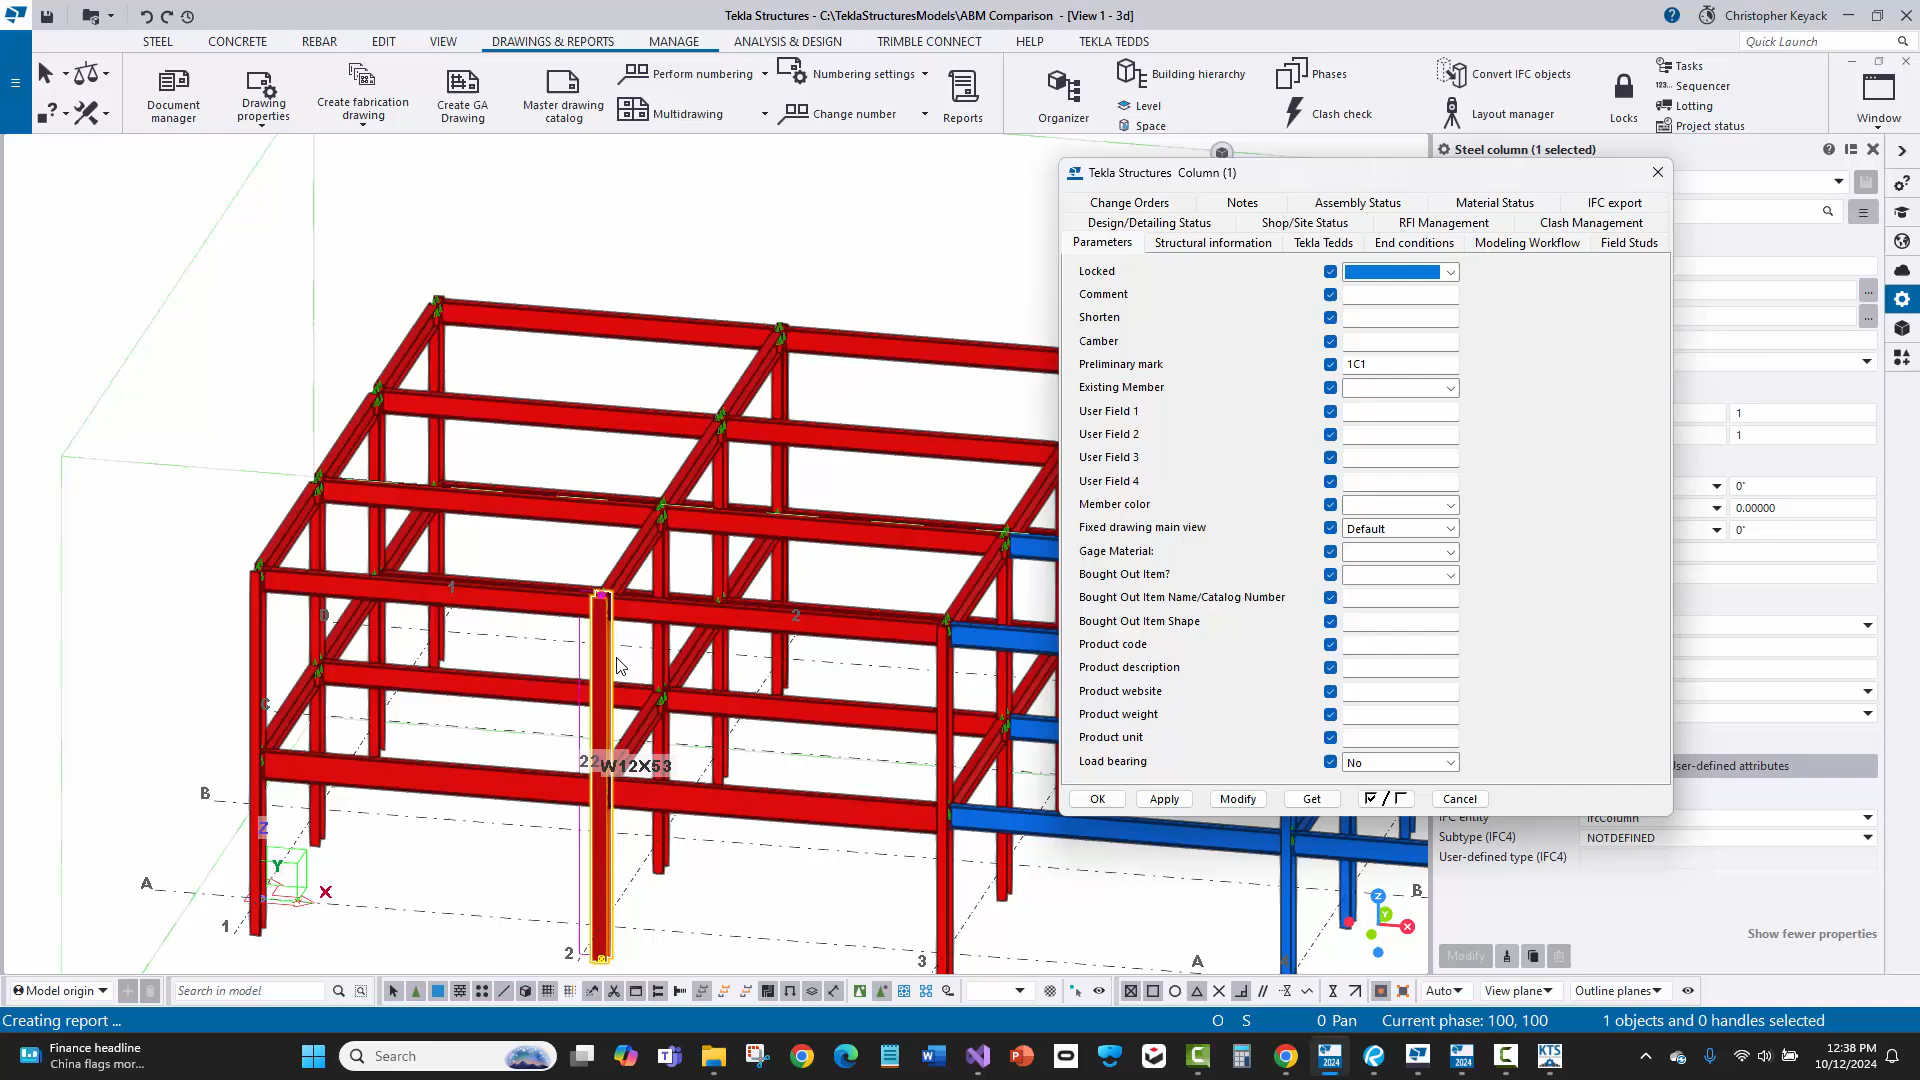 Tekla Structures - C:\TeklaStructuresModels\ABM Comparison - [View 1 - 3d]
Christopher Keyack
STEEL CONCRETE REBAR EDIT VIEW DRAWINGS & REPORTS MANAGE ANALYSIS & DESIGN TRIMBLE CONNECT HELP TEKLA TEDDS
Quick Launch
Document manager
Drawing properties
Create fabrication drawing
Create GA Drawing
Master drawing catalog
Perform numbering
Multidrawing
Numbering settings
Change number
Reports
Organizer
Building hierarchy
Level
Space
Phases
Clash check
Convert IFC objects
Layout manager
Locks
Tasks
Sequencer
Lotting
Project status
Window
Steel column (1 selected)
Tekla Structures Column (1)
Change Orders Notes Assembly Status Material Status IFC export
Design/Detailing Status Shop/Site Status RFI Management Clash Management
Parameters Structural information Tekla Tedds End conditions Modeling Workflow Field Studs
Locked
Comment
Shorten
Camber
Preliminary mark 1C1
Existing Member
User Field 1
User Field 2
User Field 3
User Field 4
Member color
Fixed drawing main view Default
Gage Material:
Bought Out Item?
Bought Out Item Name/Catalog Number
Bought Out Item Shape
Product code
Product description
Product website
Product weight
Product unit
Load bearing No
OK Apply Modify Get / Cancel
1
1
0"
0.00000
0"
User-defined attributes
IFC entity IfcColumn
Subtype (IFC4) NOTDEFINED
User-defined type (IFC4)
Show fewer properties
Modify
1
2
D
C
B
A
Z
Y
X
1
2
3
A
B
W12X53
Z
Y
X
Model origin
Search in model
Auto
View plane
Outline planes
Creating report ...
O S 0 Pan Current phase: 100, 100 1 objects and 0 handles selected
Finance headline
China flags mor...
Search
2024
2024
KTS
12:38 PM
10/12/2024